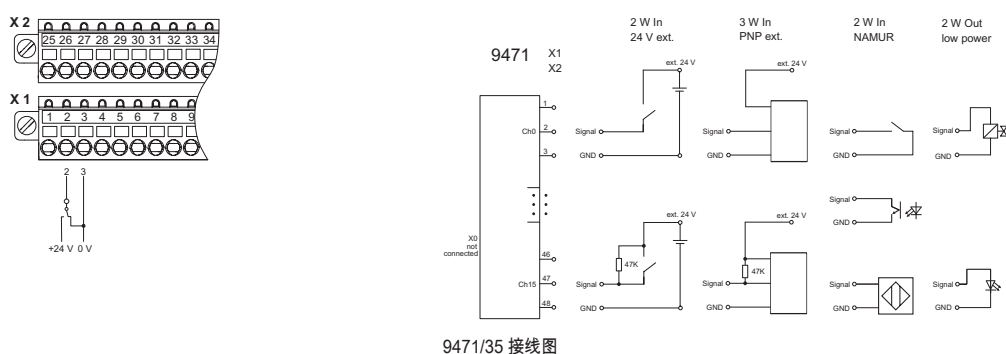 X 2
25 26 27 28 29 30 31 32 33 34
X 1
1 2 3 4 5 6 7 8 9
2 3
+24 V 0 V
9471
X1
X2
2 W In
24 V ext.
3 W In
PNP ext.
2 W In
NAMUR
2 W Out
low power
1
Ch0 2
3
X0
not
connected
46
Ch15 47
48
ext. 24 V
Signal
GND
ext. 24 V
Signal
GND
Signal
GND
Signal
GND
Signal
GND
ext. 24 V
47K
Signal
GND
ext. 24 V
47K
Signal
GND
Signal
GND
Signal
GND
9471/35 接线图